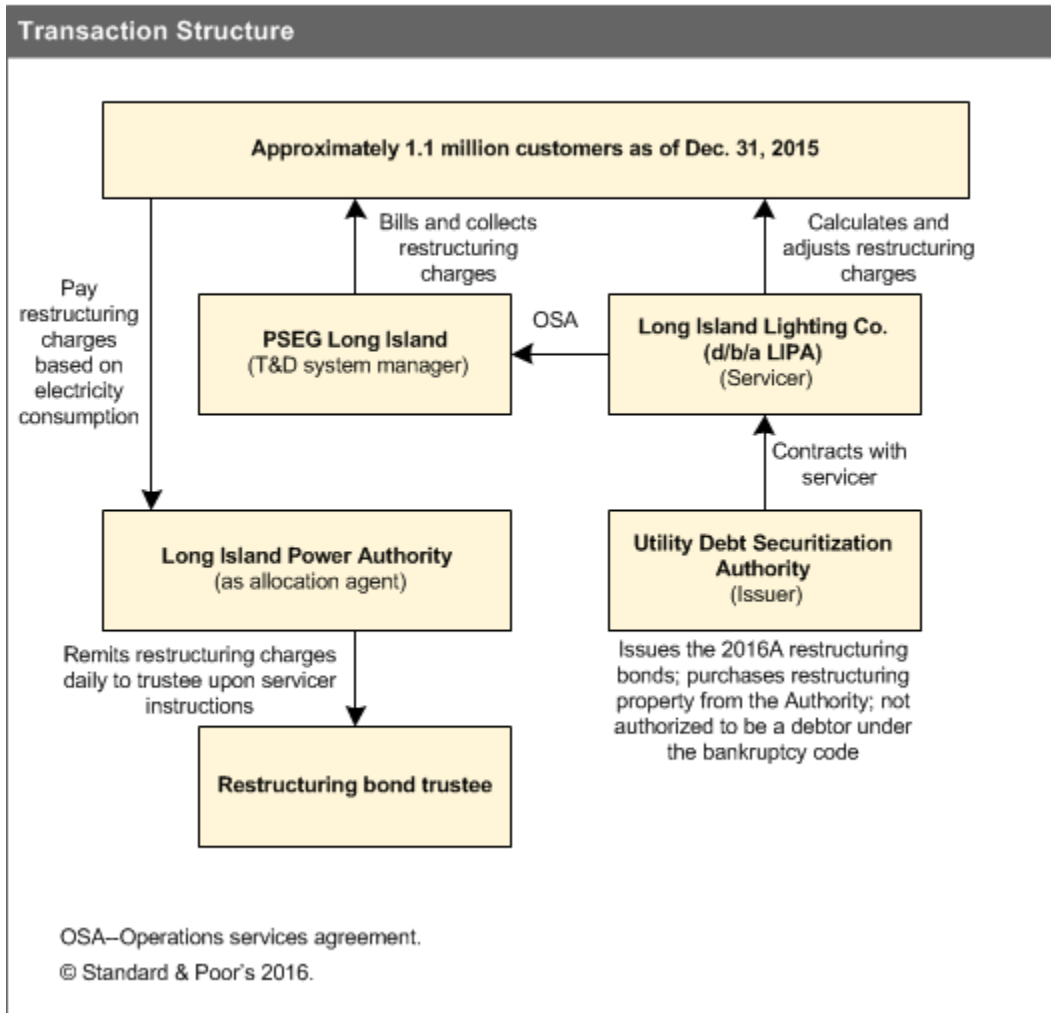 Transaction Structure
Approximately 1.1 million customers as of Dec. 31, 2015
Bills and collects
restructuring
charges
Calculates and
adjusts restructuring
charges
Pay
restructuring
charges
based on
electricity
consumption
PSEG Long Island
(T&D system manager)
OSA
Long Island Lighting Co.
(d/b/a LIPA)
(Servicer)
Contracts with
servicer
Long Island Power Authority
(as allocation agent)
Utility Debt Securitization
Authority
(Issuer)
Remits restructuring charges
daily to trustee upon servicer
instructions
Issues the 2016A restructuring
bonds; purchases restructuring
property from the Authority; not
authorized to be a debtor under
the bankruptcy code
Restructuring bond trustee
OSA--Operations services agreement.
© Standard & Poor's 2016.